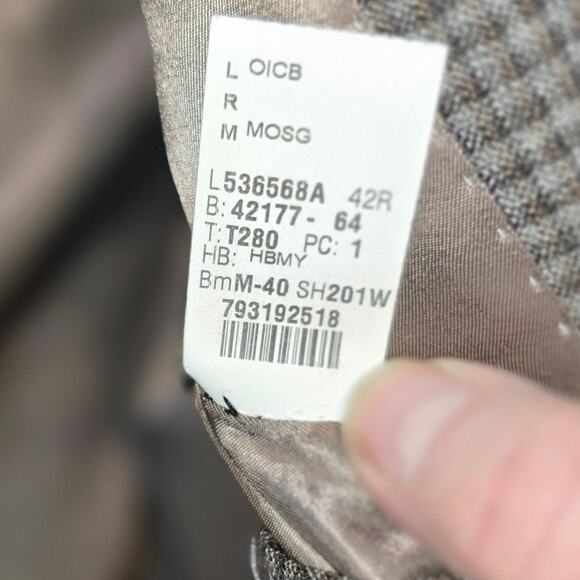 L OICB
R
M MOSG
L536568A 42R
B: 42177- 64
T: T280 PC: 1
HB: HBMY
BmM-40 SH201W
793192518